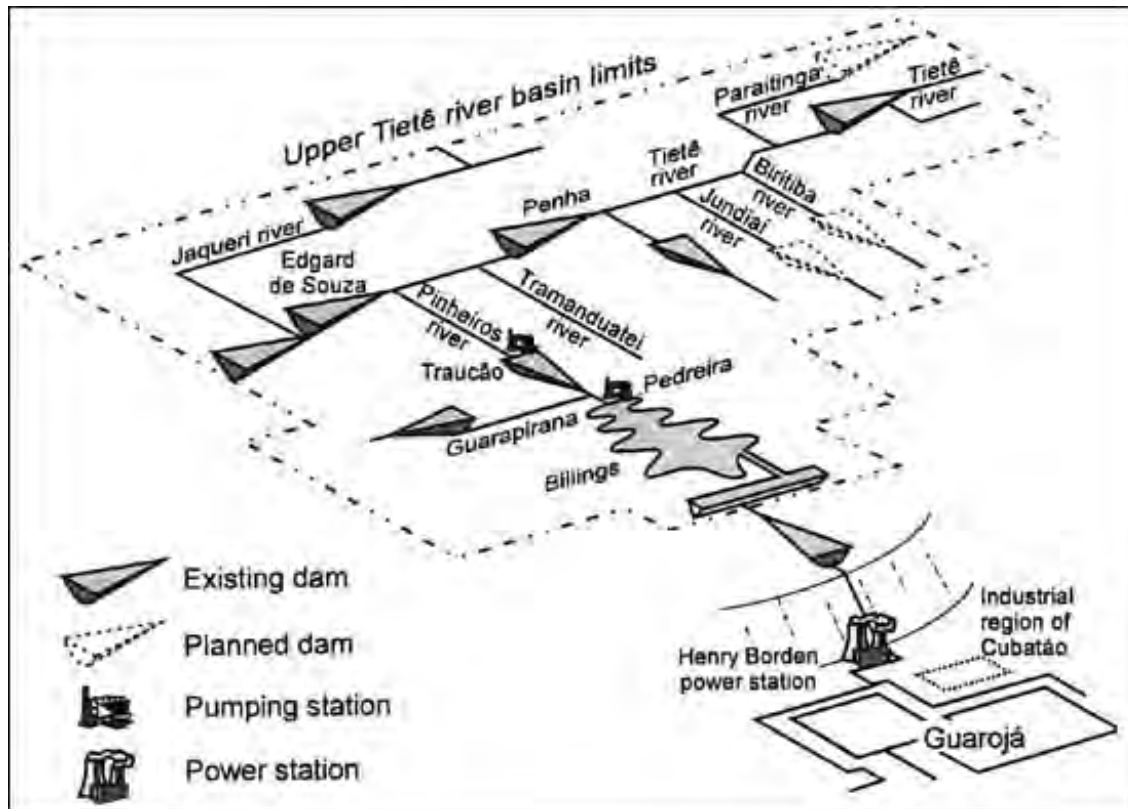 Upper Tietê river basin limits
Paraitinga
river
Tietê
river
Tietê
river
Biritiba
river
Jundiaí
river
Penha
Jaqueri river
Edgard
de Souza
Pinheiros
river
Tramanduatei
river
Traucão
Pedreira
Guarapirana
Billings
Existing dam
Planned dam
Pumping station
Power station
Henry Borden
power station
Industrial
region of
Cubatão
Guarojá